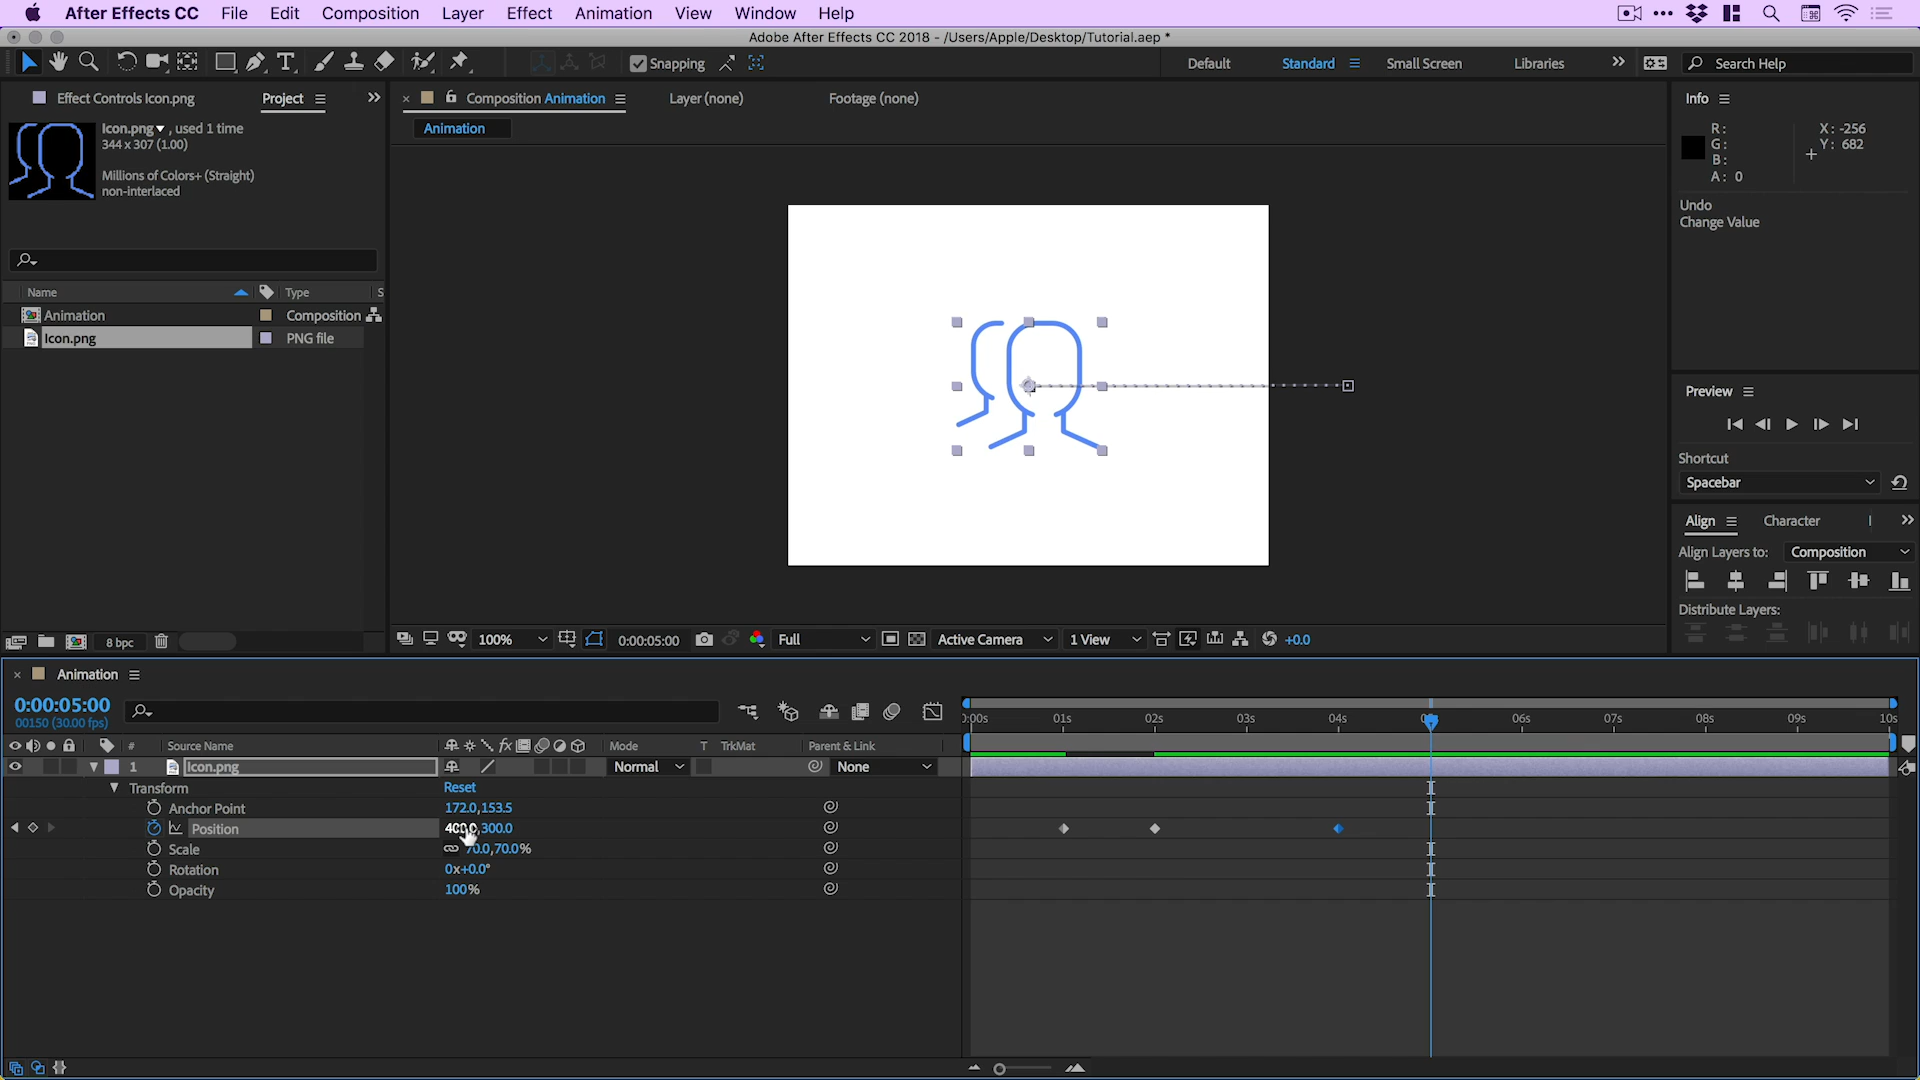 After Effects CC File Edit Composition Layer Effect Animation View Window Help
Adobe After Effects CC 2018 - /Users/Apple/Desktop/Tutorial.aep *
Snapping Default Standard Small Screen Libraries Search Help
Effect Controls Icon.png Project Composition Animation Layer (none) Footage (none) Info
Icon.png , used 1 time
344 x 307 (1.00)
Millions of Colors+ (Straight)
non-interlaced
Animation
R: X: -256
G: Y: 682
B:
A: 0
Undo
Change Value
Name Type S
Animation Composition
Icon.png PNG file
Preview
Shortcut
Spacebar
Align Character
Align Layers to: Composition
Distribute Layers:
8 bpc 100% 0:00:05:00 Full Active Camera 1 View +0.0
Animation
0:00:05:00
00150 (30.00 fps)
:00s 01s 02s 03s 04s 06s 07s 08s 09s 10s
# Source Name fx Mode T TrkMat Parent & Link
1 Icon.png Normal None
Transform Reset
Anchor Point 172.0,153.5
Position 400.0,300.0
Scale 70.0,70.0%
Rotation 0x+0.0°
Opacity 100%